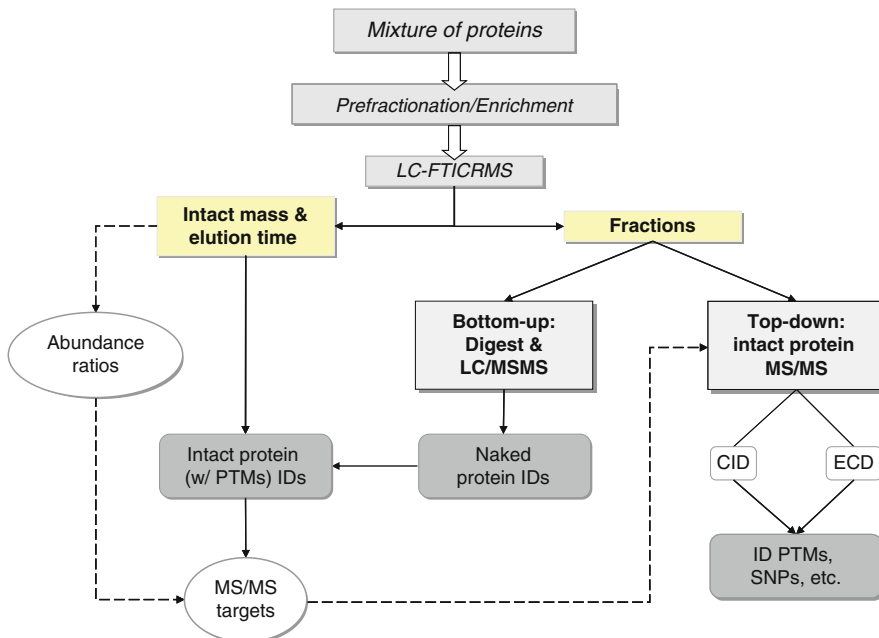 Mixture of proteins
Prefractionation/Enrichment
LC-FTICRMS
Intact mass &
elution time
Fractions
Abundance
ratios
Bottom-up:
Digest &
LC/MSMS
Top-down:
intact protein
MS/MS
Intact protein
(w/ PTMs) IDs
Naked
protein IDs
CID
ECD
MS/MS
targets
ID PTMs,
SNPs, etc.